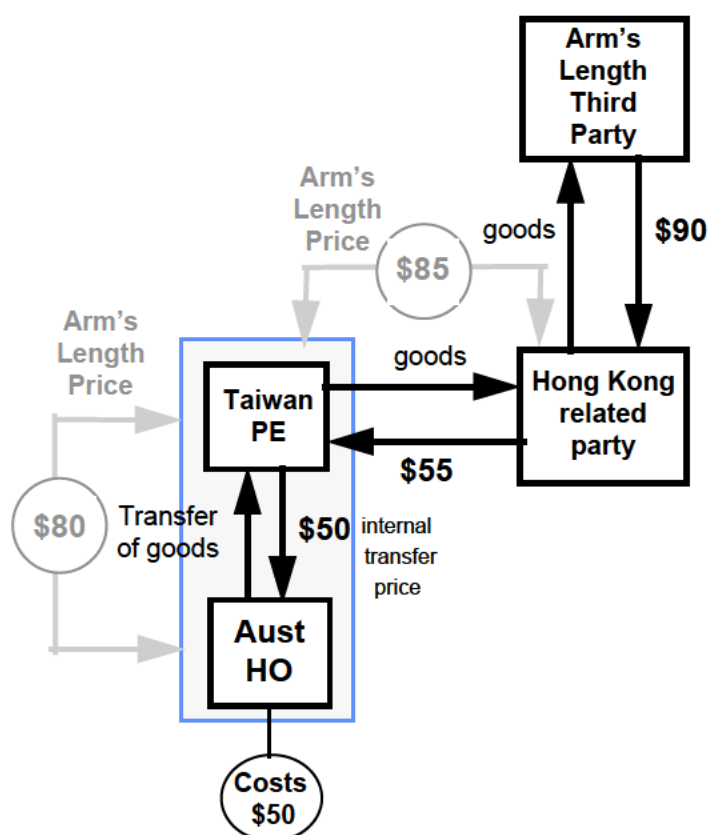 Arm's
Length
Third
Party
Arm's
Length
Price
goods
$90
$85
Arm's
Length
Price
goods
Taiwan
PE
Hong Kong
related
party
$55
$80
Transfer
of goods
$50
internal
transfer
price
Aust
HO
Costs
$50